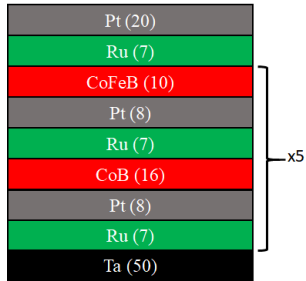 Pt (20)
Ru (7)
CoFeB (10)
Pt (8)
Ru (7)
CoB (16)
Pt (8)
Ru (7)
Ta (50)
x5